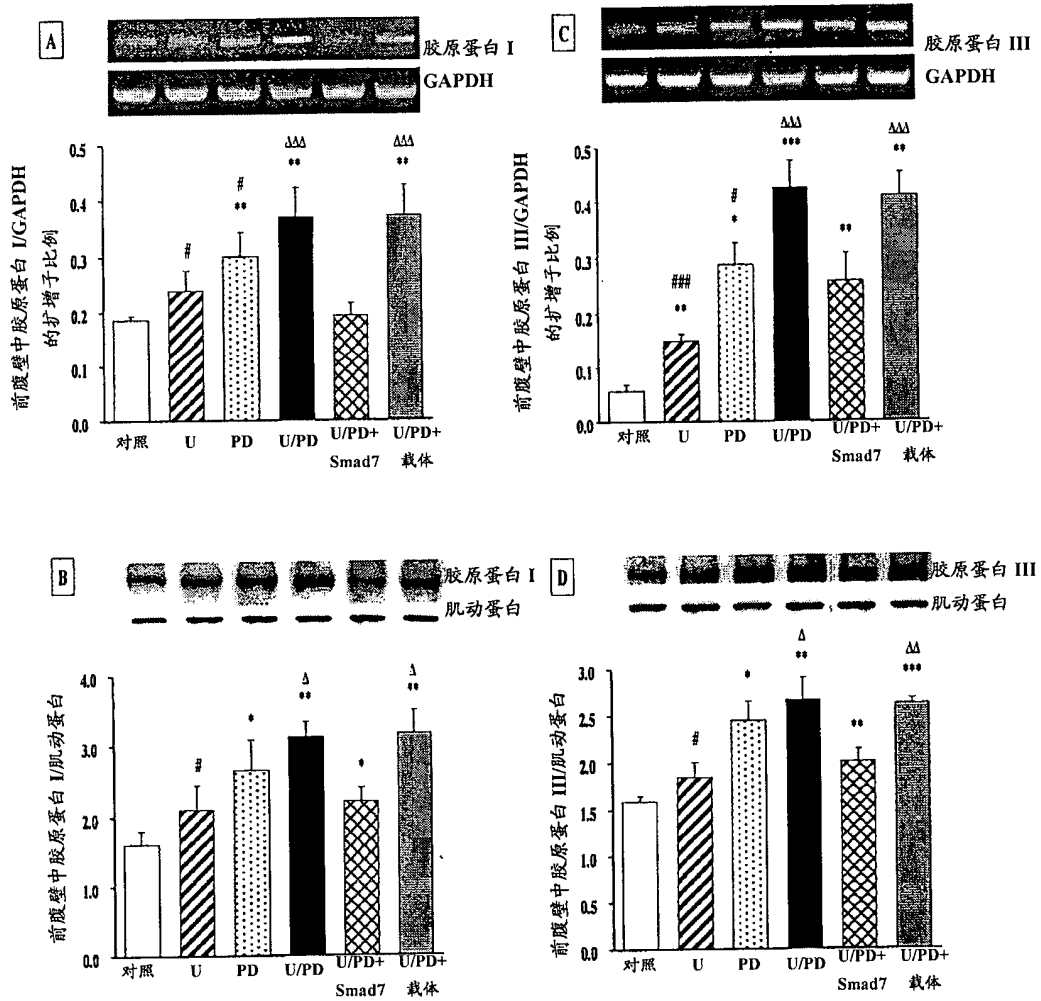 A
胶原蛋白 I
GAPDH
前腹壁中胶原蛋白 I/GAPDH
的扩增子比例
0.5
0.4
0.3
0.2
0.1
0.0
#
#
**
ΔΔΔ
**
ΔΔΔ
**
对照 U PD U/PD U/PD+ U/PD+
Smad7 载体
C
胶原蛋白 III
GAPDH
前腹壁中胶原蛋白 III/GAPDH
的扩增子比例
0.5
0.4
0.3
0.2
0.1
0.0
###
**
#
*
ΔΔΔ
***
**
ΔΔΔ
**
对照 U PD U/PD U/PD+ U/PD+
Smad7 载体
B
胶原蛋白 I
肌动蛋白
前腹壁中胶原蛋白 I/肌动蛋白
4.0
3.0
2.0
1.0
0.0
#
*
Δ
**
*
Δ
**
对照 U PD U/PD U/PD+ U/PD+
Smad7 载体
D
胶原蛋白 III
肌动蛋白
前腹壁中胶原蛋白 III/肌动蛋白
3.0
2.5
2.0
1.5
1.0
0.5
0.0
#
*
Δ
**
**
ΔΔ
***
对照 U PD U/PD U/PD+ U/PD+
Smad7 载体